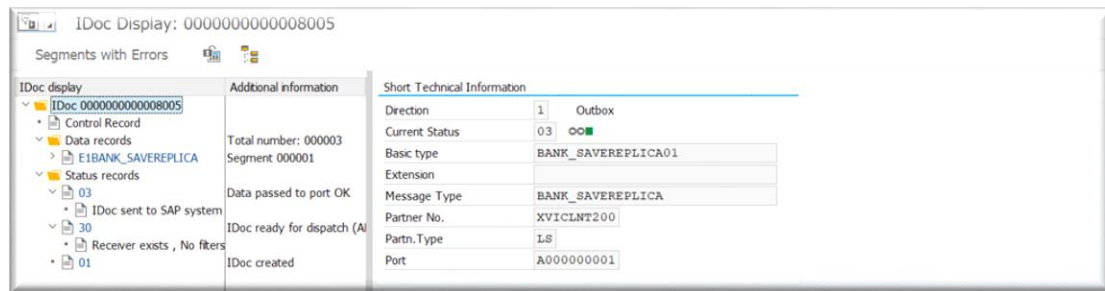 IDoc Display: 0000000000008005
Segments with Errors
IDoc display Additional information
IDoc 0000000000008005
Control Record
Data records Total number: 000003
E1BANK_SAVEREPLICA Segment 000001
Status records
03 Data passed to port OK
IDoc sent to SAP system
30 IDoc ready for dispatch (Al
Receiver exists , No filters
01 IDoc created
Short Technical Information
Direction 1 Outbox
Current Status 03
Basic type BANK_SAVEREPLICA01
Extension
Message Type BANK_SAVEREPLICA
Partner No. XVICLNT200
Partn.Type LS
Port A000000001